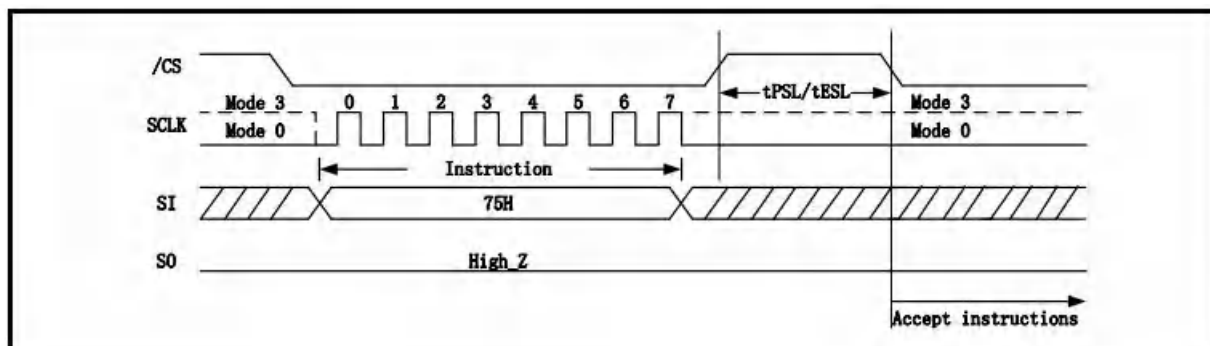 /CS
tPSL/tESL
Mode 3 0 1 2 3 4 5 6 7 Mode 3
SCLK Mode 0 Mode 0
Instruction
SI 75H
SO High_Z
Accept instructions